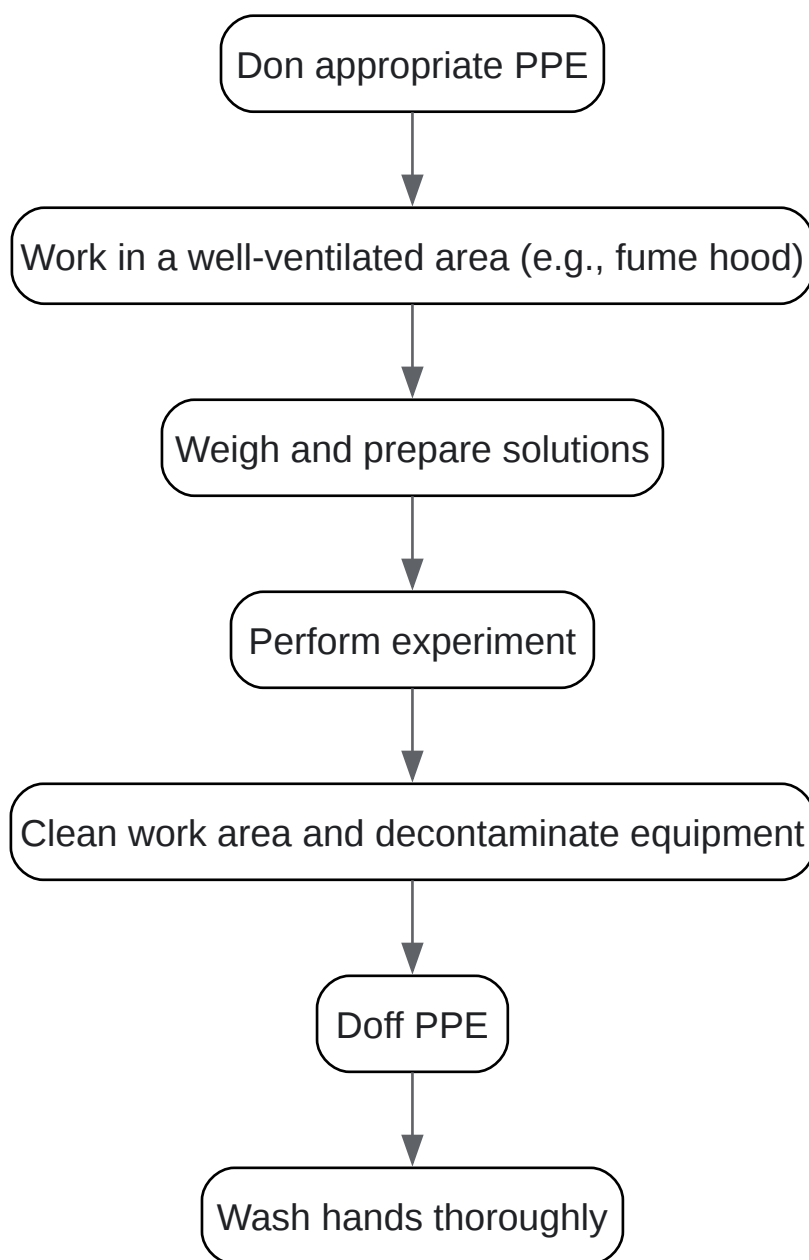 Don appropriate PPE
Work in a well-ventilated area (e.g., fume hood)
Weigh and prepare solutions
Perform experiment
Clean work area and decontaminate equipment
Doff PPE
Wash hands thoroughly